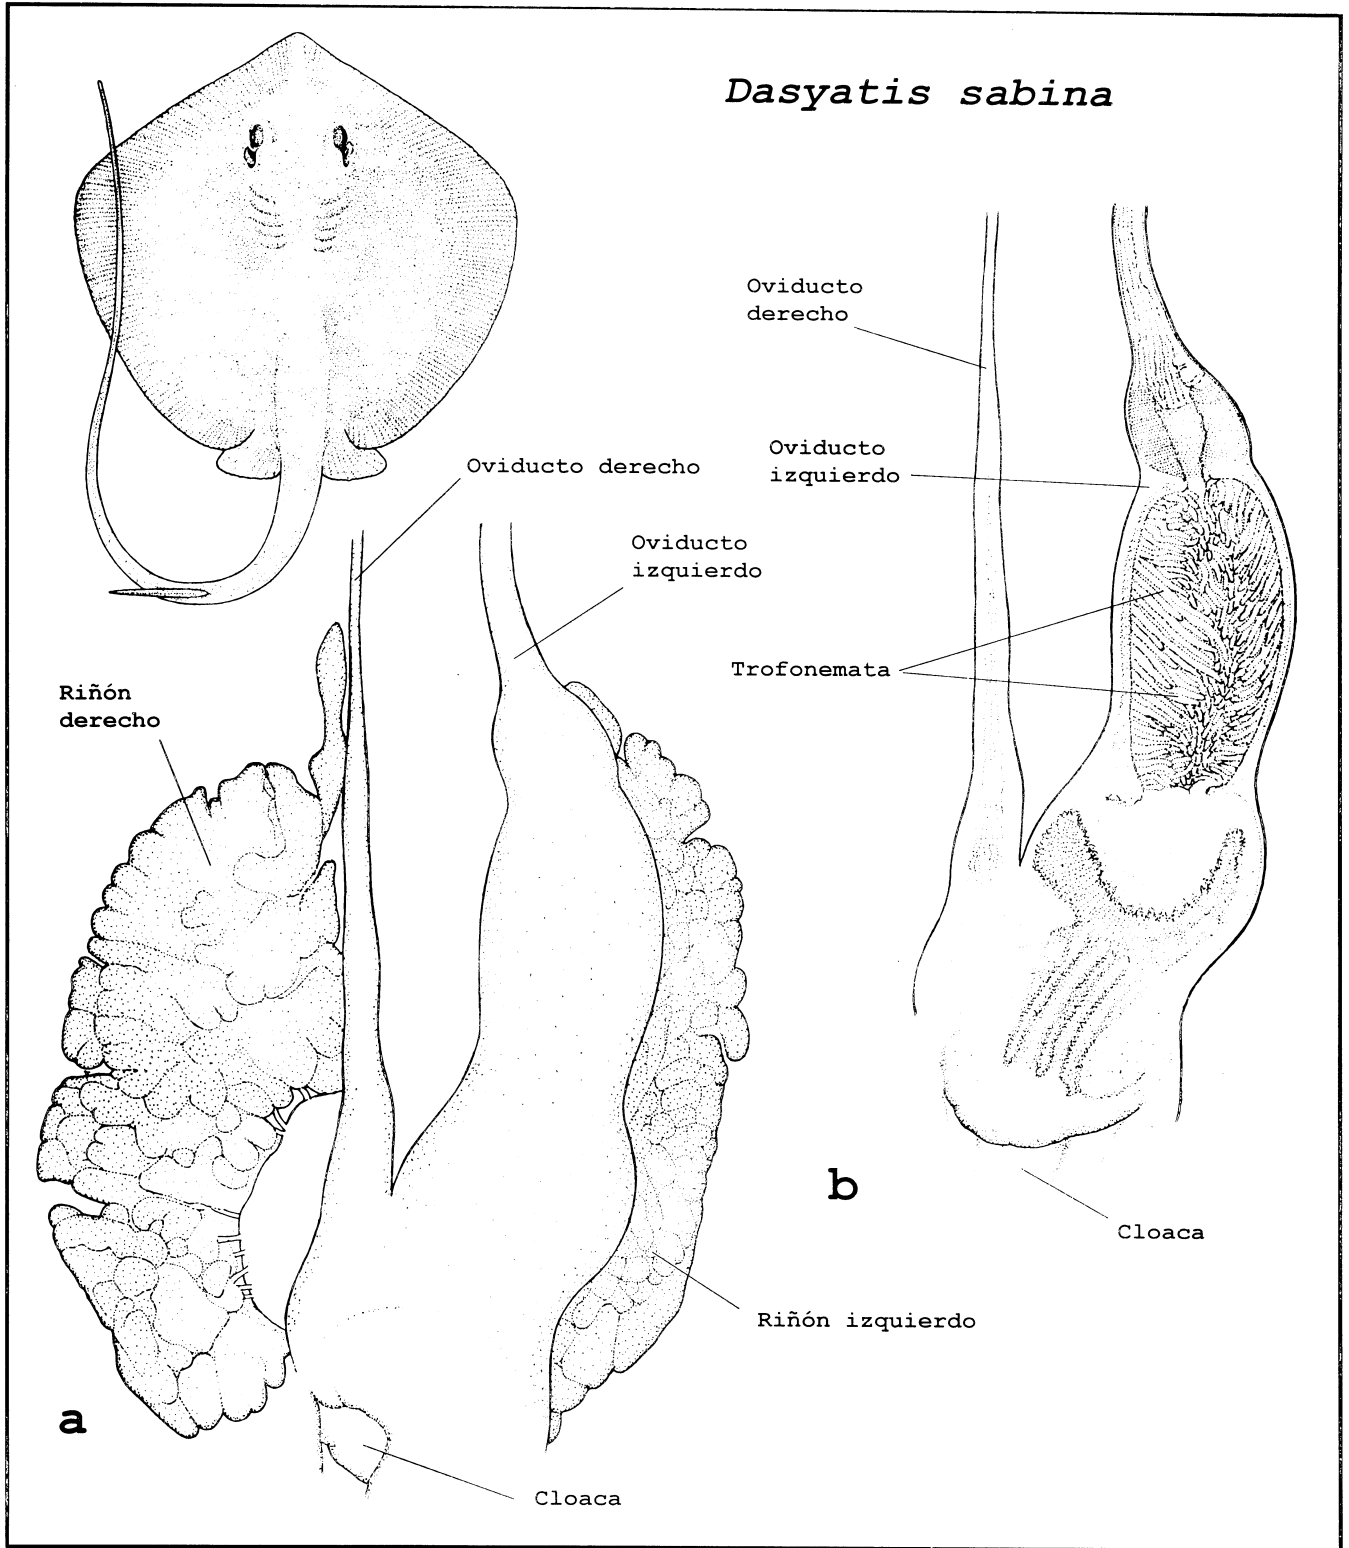 Dasyatis sabina
Oviducto
derecho
Oviducto
izquierdo
Oviducto derecho
Oviducto
izquierdo
Trofonemata
Riñón
derecho
b
Cloaca
Riñón izquierdo
a
Cloaca